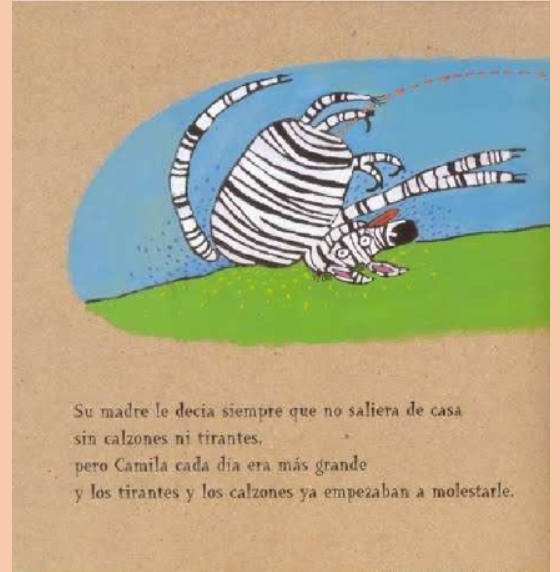 Su madre le decía siempre que no saliera de casa
sin calzones ni tirantes,
pero Camila cada día era más grande
y los tirantes y los calzones ya empezaban a molestarle.